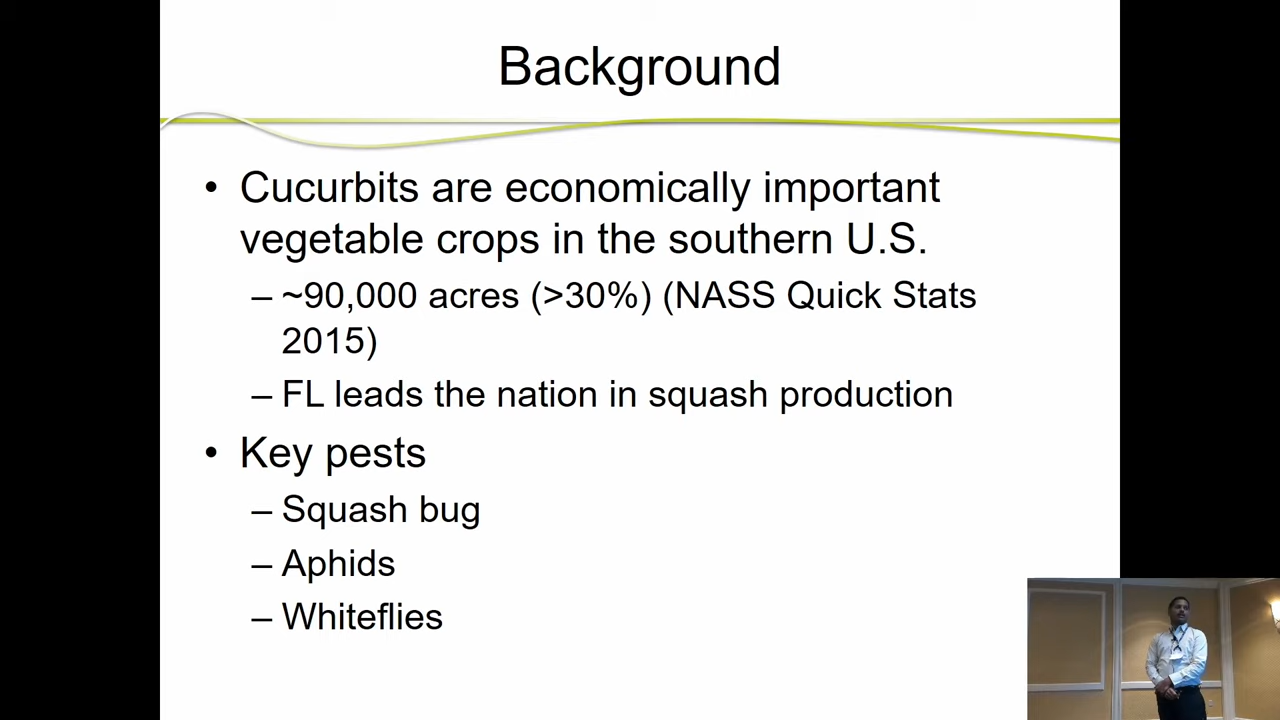 Background
• Cucurbits are economically important
vegetable crops in the southern U.S.
– ~90,000 acres (>30%) (NASS Quick Stats
2015)
– FL leads the nation in squash production
• Key pests
– Squash bug
– Aphids
– Whiteflies